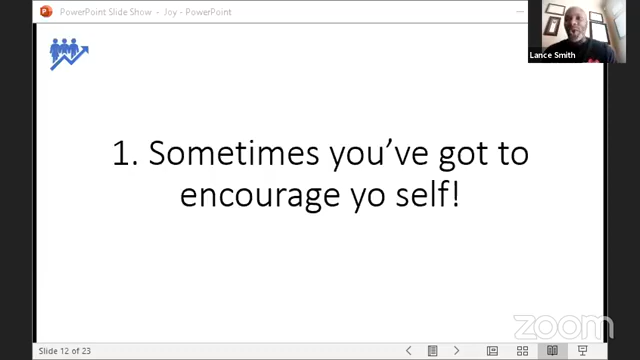 PowerPoint Slide Show - Joy - PowerPoint
Lance Smith
1. Sometimes you’ve got to
encourage yo self!
zoom
Slide 12 of 23